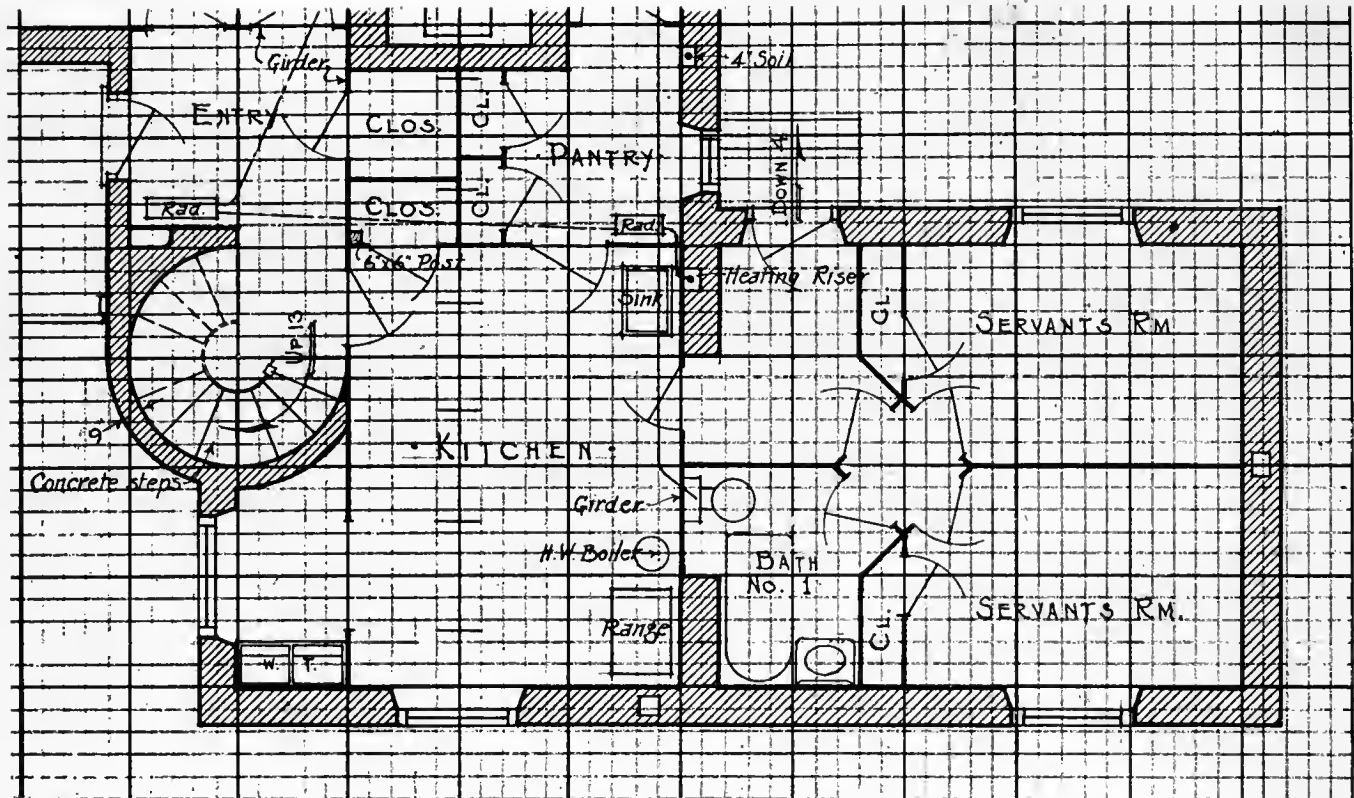 Girder
4" Soil
ENTRY
CLOS.
CL.
PANTRY
DOWN 4
Rad.
CLOS.
CL.
Rad.
6"x6" Post
Heating Riser
Sink
UP 13
CL.
SERVANTS RM.
9
KITCHEN
Concrete steps
Girder
H.W. Boiler
BATH
No. 1
Range
CL.
SERVANTS RM.
W. T.